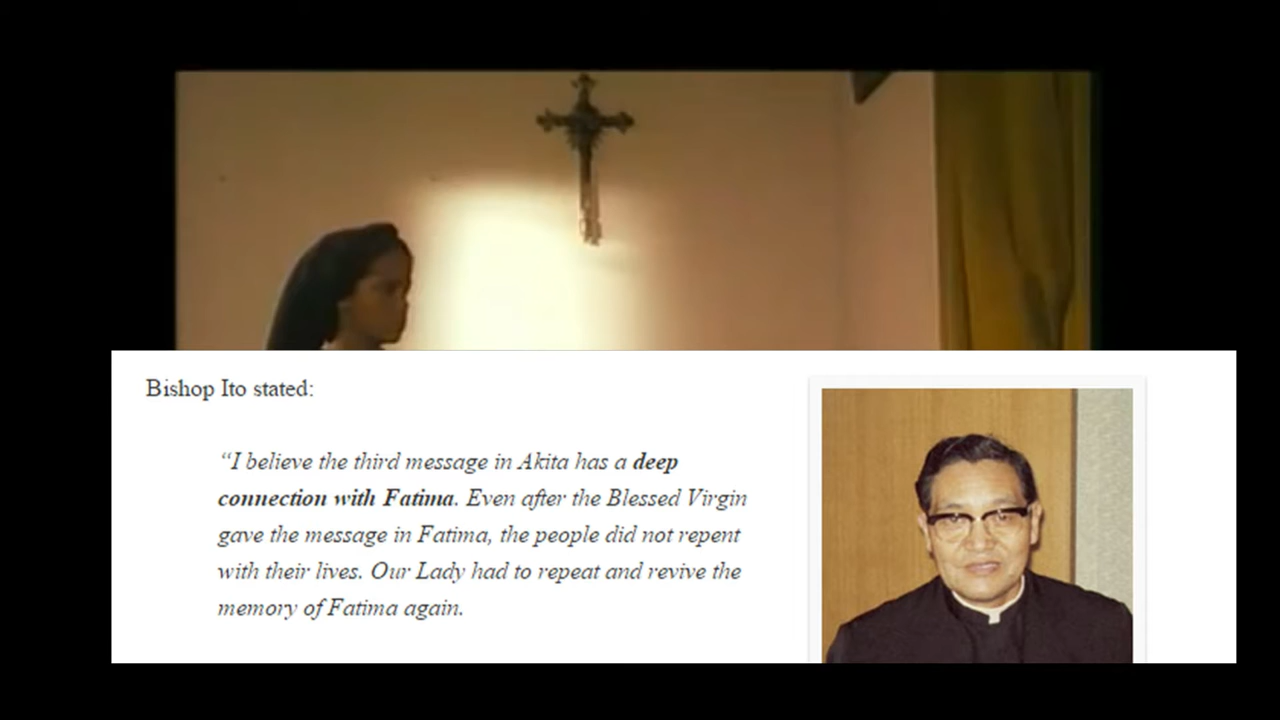 Bishop Ito stated:
“I believe the third message in Akita has a deep
connection with Fatima. Even after the Blessed Virgin
gave the message in Fatima, the people did not repent
with their lives. Our Lady had to repeat and revive the
memory of Fatima again.